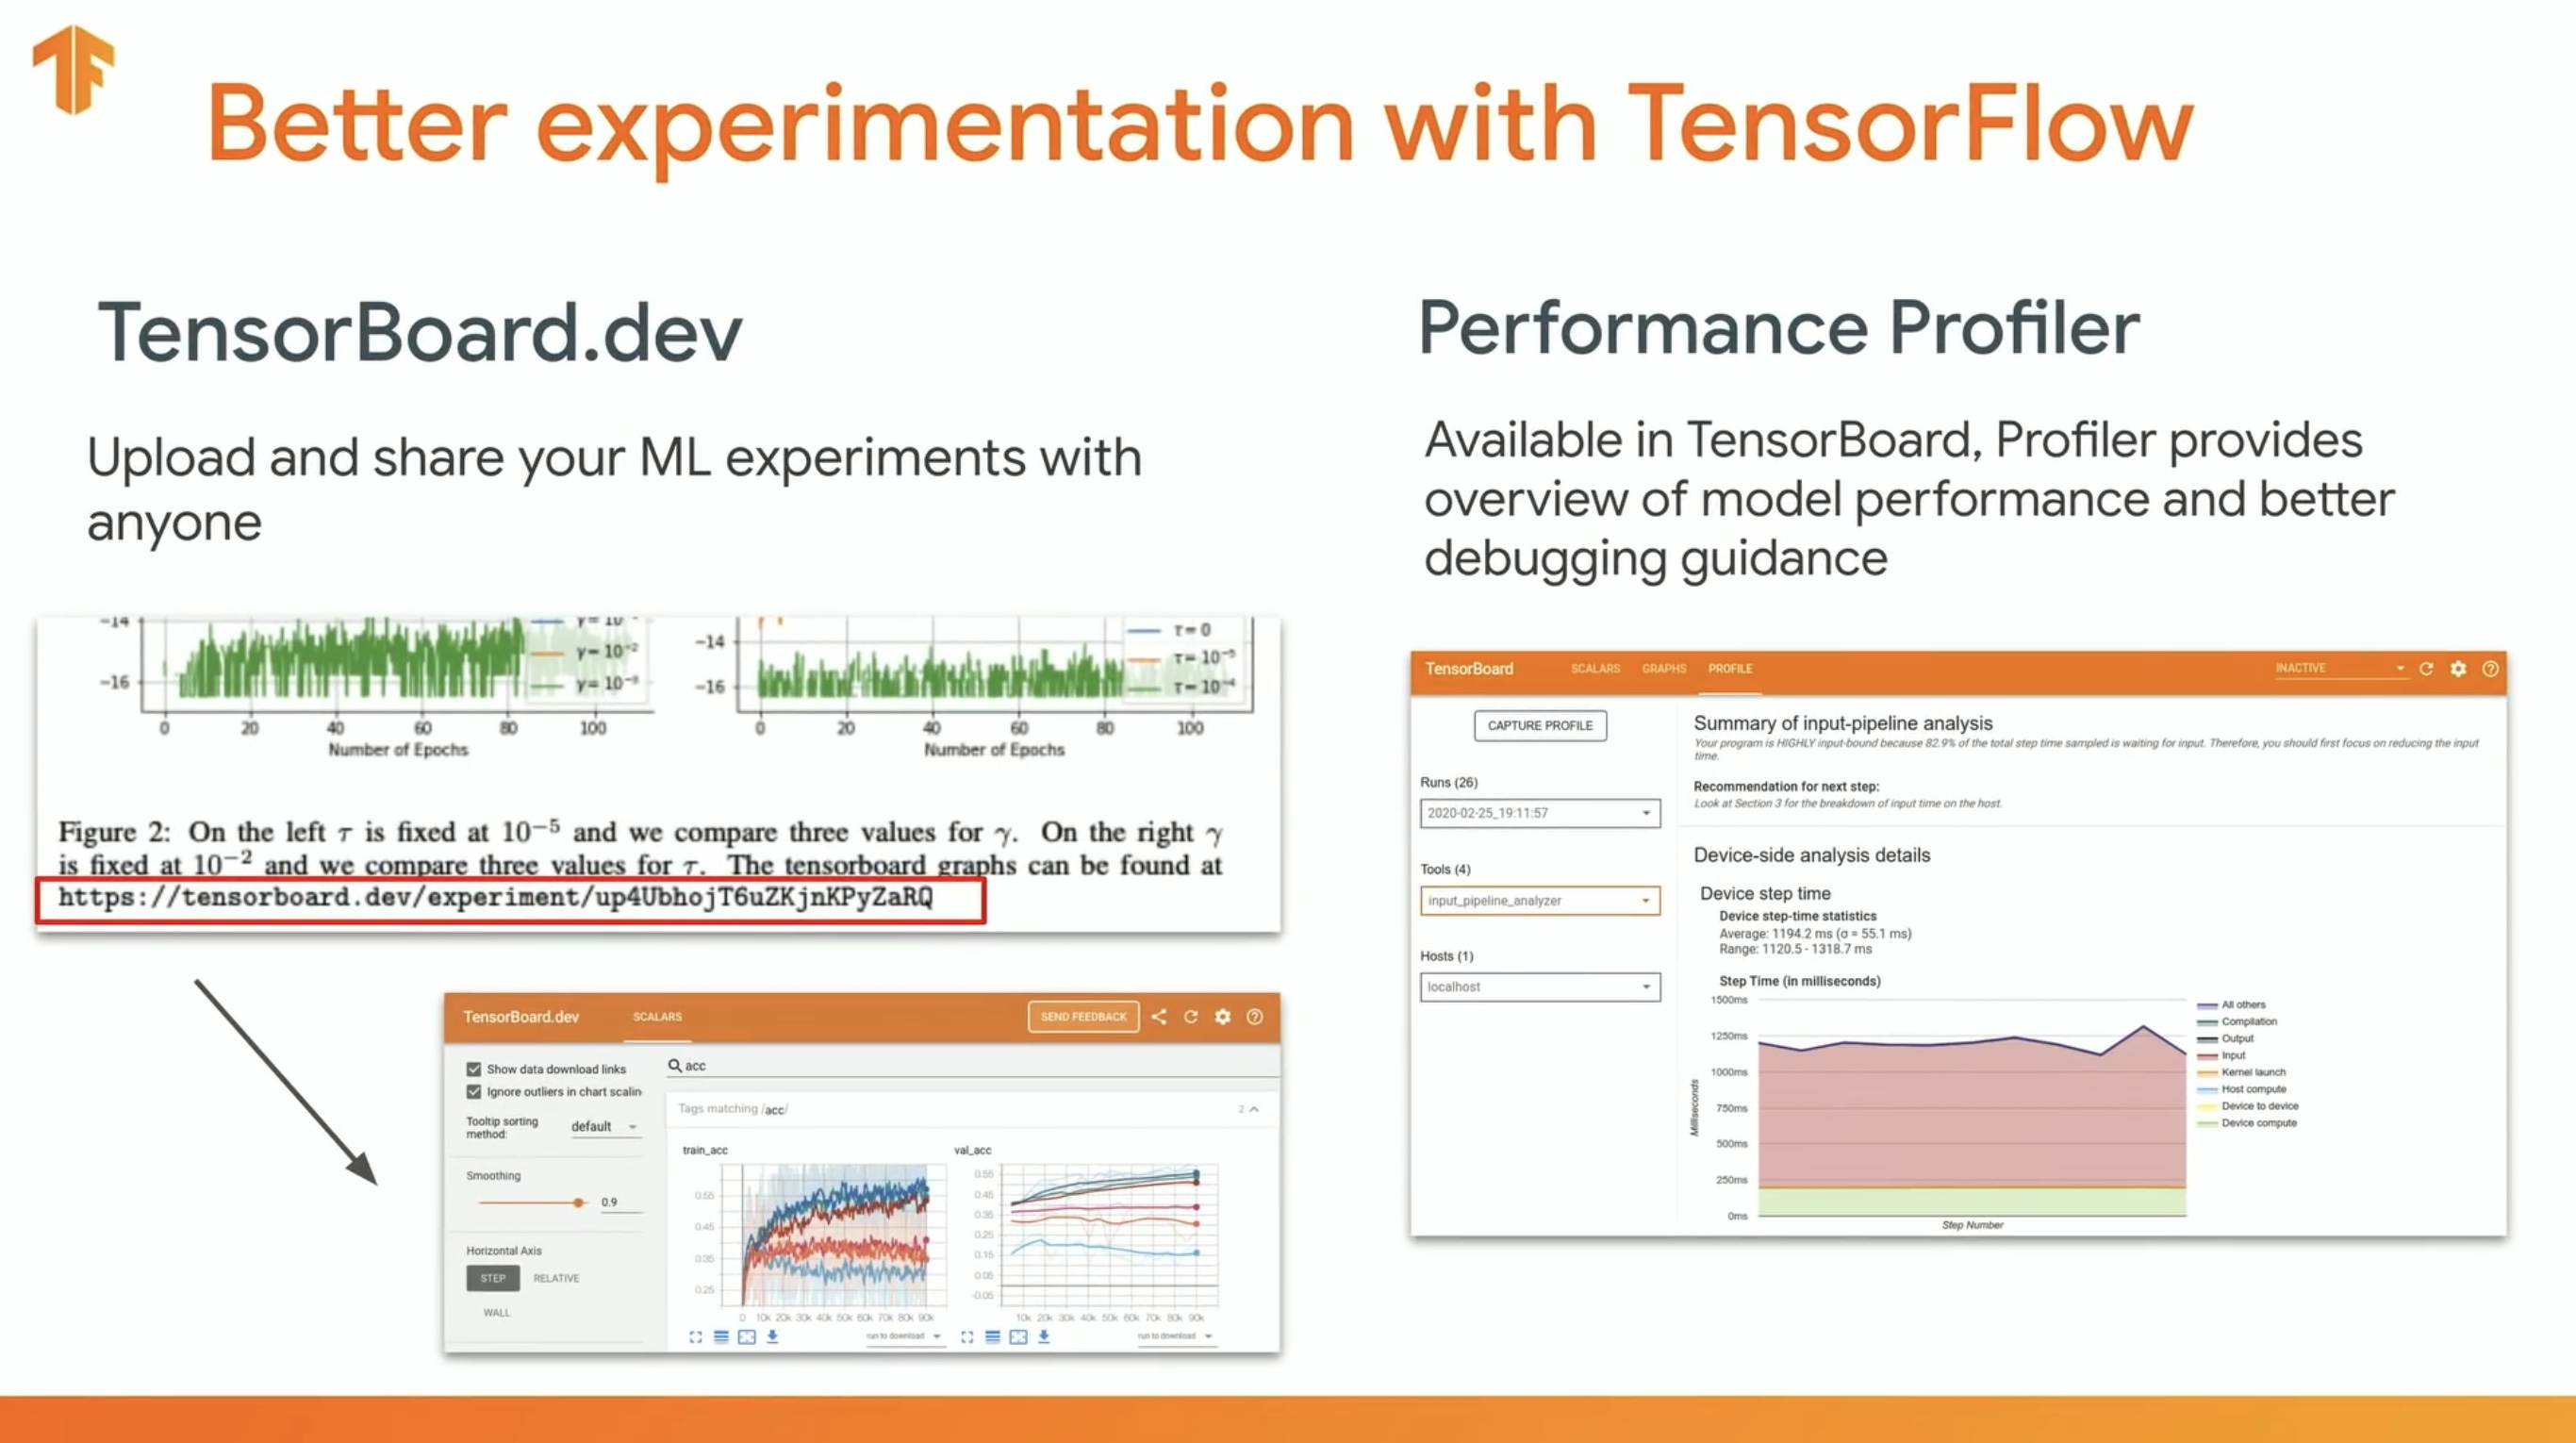 Better experimentation with TensorFlow
TensorBoard.dev
Upload and share your ML experiments with
anyone
-14
-16
γ= 10⁻²
γ= 10⁻³
0 20 40 60 80 100
Number of Epochs
-14
-16
τ= 0
τ= 10⁻⁵
τ= 10⁻⁴
0 20 40 60 80 100
Number of Epochs
Figure 2: On the left τ is fixed at 10⁻⁵ and we compare three values for γ. On the right γ
is fixed at 10⁻² and we compare three values for τ. The tensorboard graphs can be found at
https://tensorboard.dev/experiment/up4UbhojT6uZKjnKPyZaRQ
TensorBoard.dev SCALARS SEND FEEDBACK
Show data download links
Ignore outliers in chart scalin
Tooltip sorting
method: default
Smoothing
0.9
Horizontal Axis
STEP RELATIVE
WALL
acc
Tags matching /acc/ 2
train_acc
0.55
0.45
0.35
0.25
0 10k 20k 30k 40k 50k 60k 70k 80k 90k
run to download
val_acc
0.55
0.45
0.35
0.25
0.15
0.05
-0.05
10k 20k 30k 40k 50k 60k 70k 80k 90k
run to download
Performance Profiler
Available in TensorBoard, Profiler provides
overview of model performance and better
debugging guidance
TensorBoard SCALARS GRAPHS PROFILE INACTIVE
CAPTURE PROFILE
Runs (26)
2020-02-25_19:11:57
Tools (4)
input_pipeline_analyzer
Hosts (1)
localhost
Summary of input-pipeline analysis
Your program is HIGHLY input-bound because 82.9% of the total step time sampled is waiting for input. Therefore, you should first focus on reducing the input
time.
Recommendation for next step:
Look at Section 3 for the breakdown of input time on the host.
Device-side analysis details
Device step time
Device step-time statistics
Average: 1194.2 ms (σ = 55.1 ms)
Range: 1120.5 - 1318.7 ms
Step Time (in milliseconds)
1500ms
1250ms
1000ms
750ms
500ms
250ms
0ms
Milliseconds
Step Number
All others
Compilation
Output
Input
Kernel launch
Host compute
Device to device
Device compute